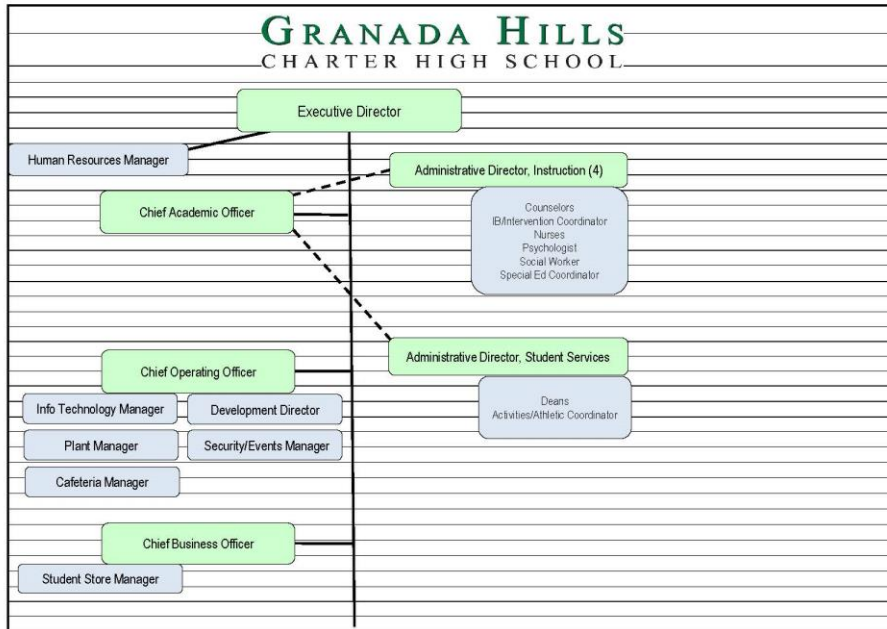 GRANADA HILLS
CHARTER HIGH SCHOOL
Executive Director
Human Resources Manager
Administrative Director, Instruction (4)
Chief Academic Officer
Counselors
IB/Intervention Coordinator
Nurses
Psychologist
Social Worker
Special Ed Coordinator
Chief Operating Officer
Administrative Director, Student Services
Info Technology Manager
Development Director
Deans
Activities/Athletic Coordinator
Plant Manager
Security/Events Manager
Cafeteria Manager
Chief Business Officer
Student Store Manager